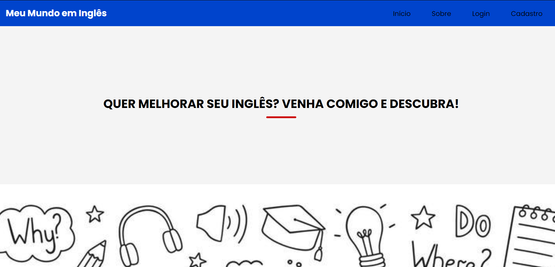 Meu Mundo em Inglês
Início Sobre Login Cadastro
QUER MELHORAR SEU INGLÊS? VENHA COMIGO E DESCUBRA!
Why? Do
Where?